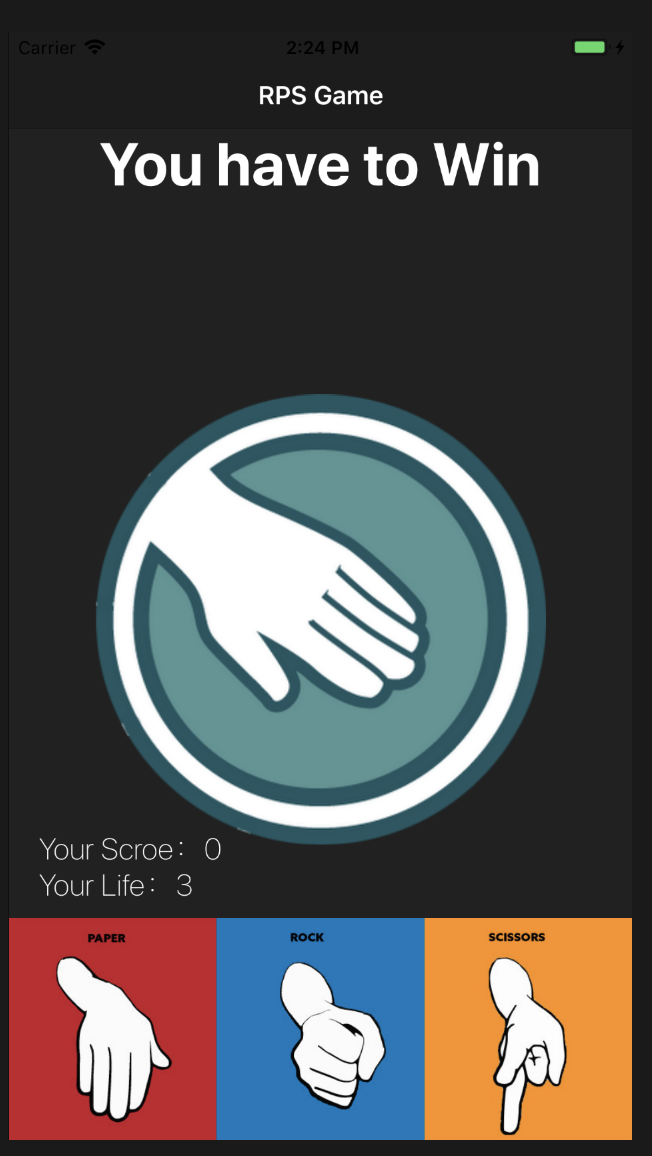 Carrier 2:24 PM
RPS Game
You have to Win
Your Scroe: 0
Your Life: 3
PAPER ROCK SCISSORS